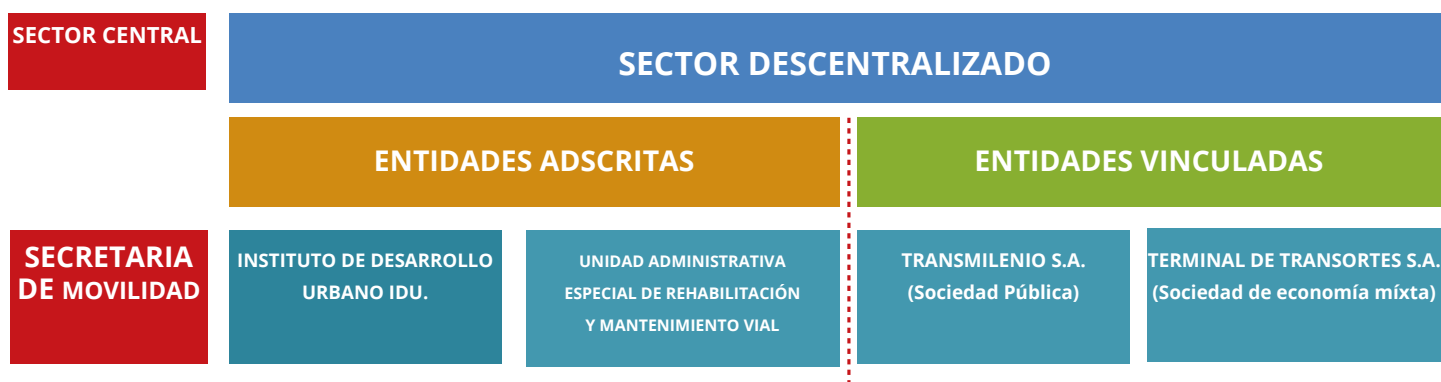 SECTOR CENTRAL
SECTOR DESCENTRALIZADO
ENTIDADES ADSCRITAS
ENTIDADES VINCULADAS
SECRETARIA
DE MOVILIDAD
INSTITUTO DE DESARROLLO
URBANO IDU.
UNIDAD ADMINISTRATIVA
ESPECIAL DE REHABILITACIÓN
Y MANTENIMIENTO VIAL
TRANSMILENIO S.A.
(Sociedad Pública)
TERMINAL DE TRANSORTES S.A.
(Sociedad de economía míxta)